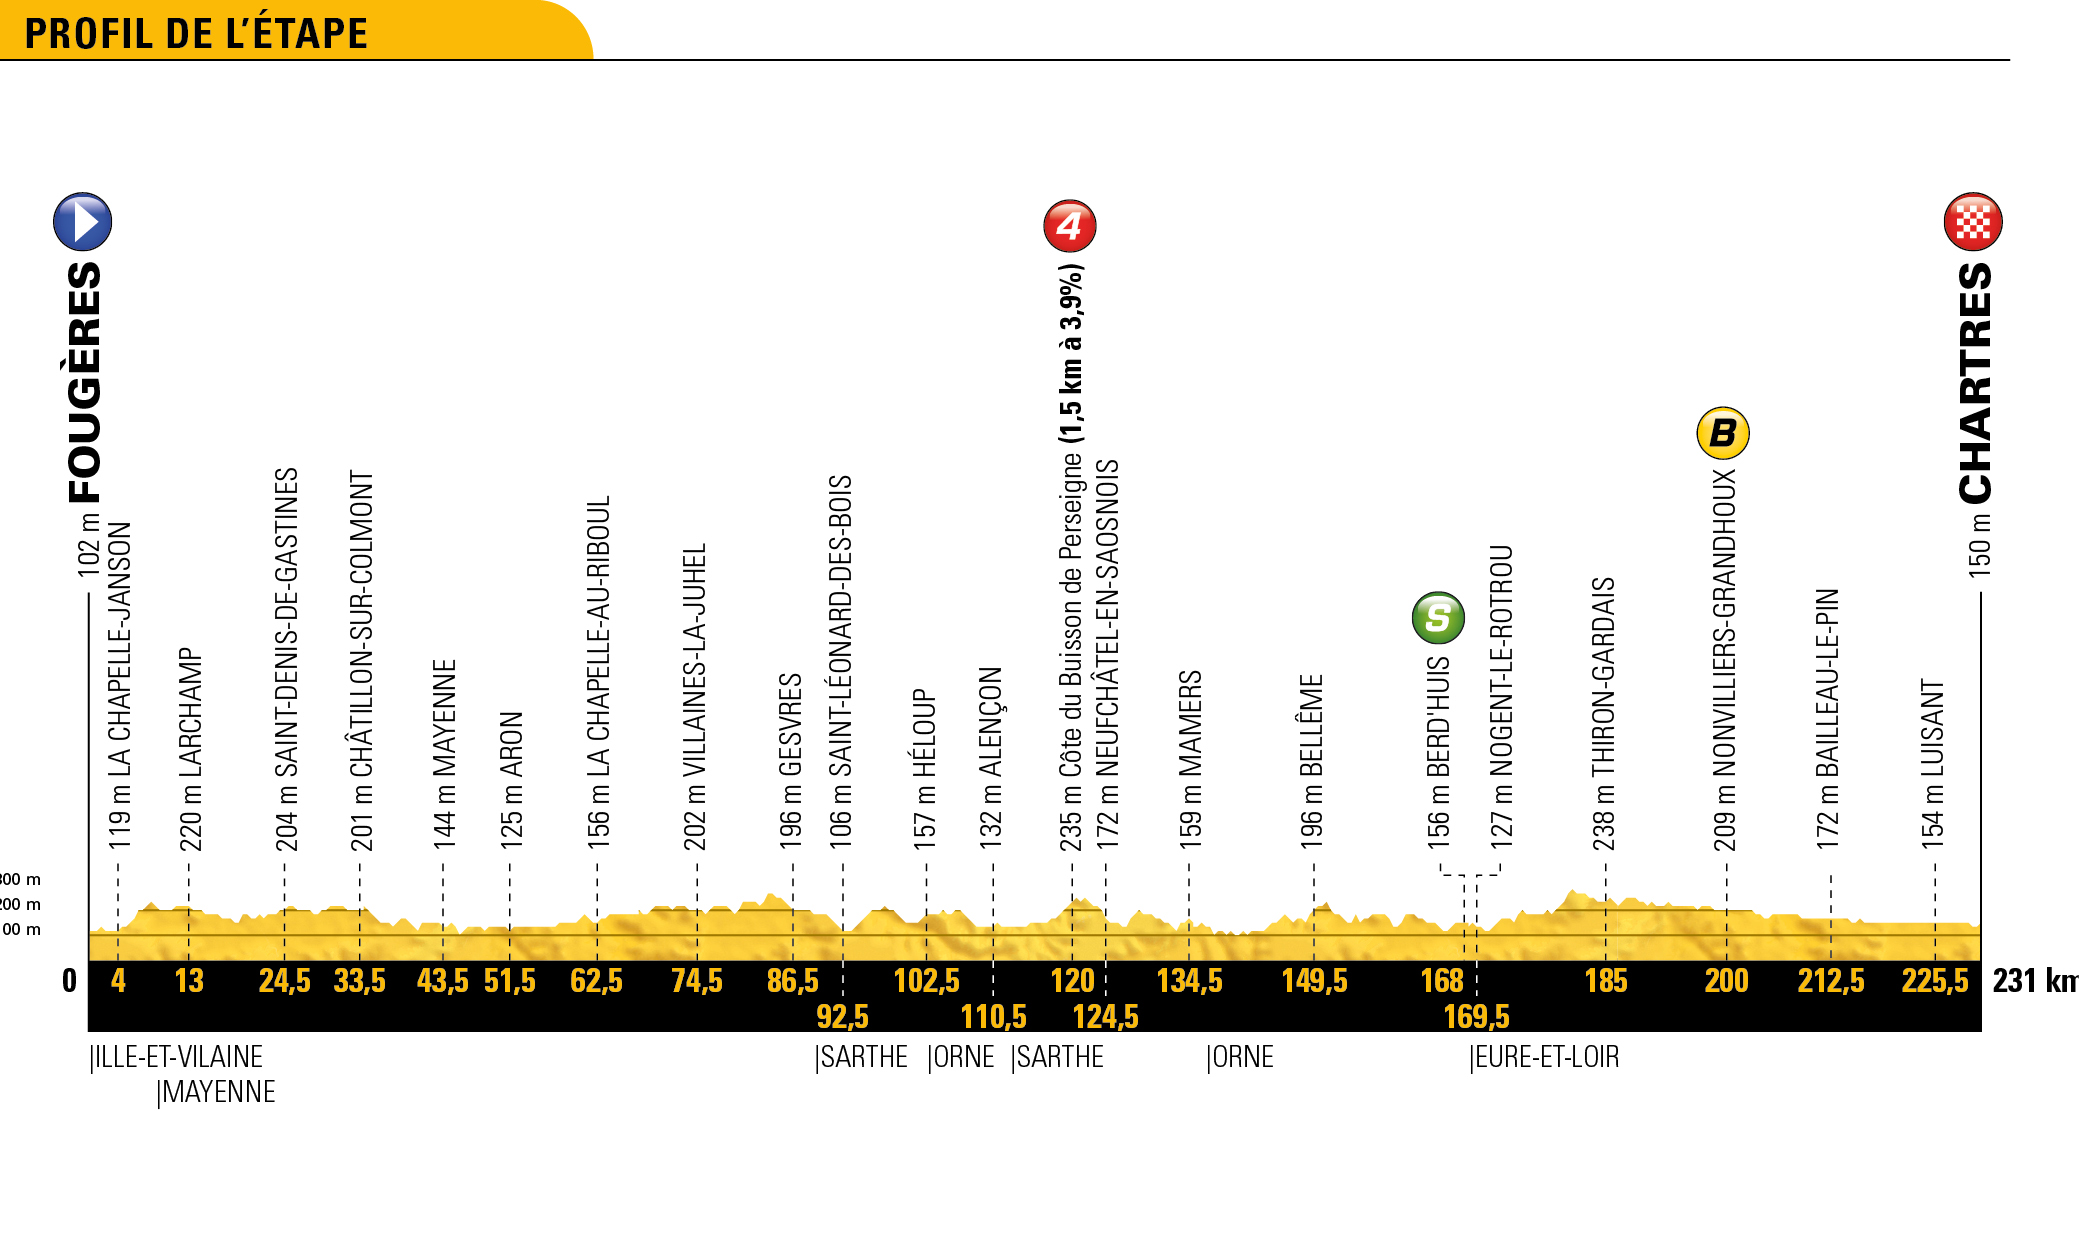 PROFIL DE L’ÉTAPE
102 m FOUGÈRES
119 m LA CHAPELLE-JANSON
220 m LARCHAMP
204 m SAINT-DENIS-DE-GASTINES
201 m CHÂTILLON-SUR-COLMONT
144 m MAYENNE
125 m ARON
156 m LA CHAPELLE-AU-RIBOUL
202 m VILLAINES-LA-JUHEL
196 m GESVRES
106 m SAINT-LÉONARD-DES-BOIS
157 m HÉLOUP
132 m ALENÇON
4
235 m Côte du Buisson de Perseigne (1,5 km à 3,9%)
172 m NEUFCHÂTEL-EN-SAOSNOIS
159 m MAMERS
196 m BELLÊME
S
156 m BERD'HUIS
127 m NOGENT-LE-ROTROU
238 m THIRON-GARDAIS
B
209 m NONVILLIERS-GRANDHOUX
172 m BAILLEAU-LE-PIN
154 m LUISANT
150 m CHARTRES
300 m
200 m
00 m
0 4 13 24,5 33,5 43,5 51,5 62,5 74,5 86,5 102,5 120 134,5 149,5 168 185 200 212,5 225,5 231 km
92,5 110,5 124,5 169,5
|ILLE-ET-VILAINE |SARTHE |ORNE |SARTHE |ORNE |EURE-ET-LOIR
|MAYENNE